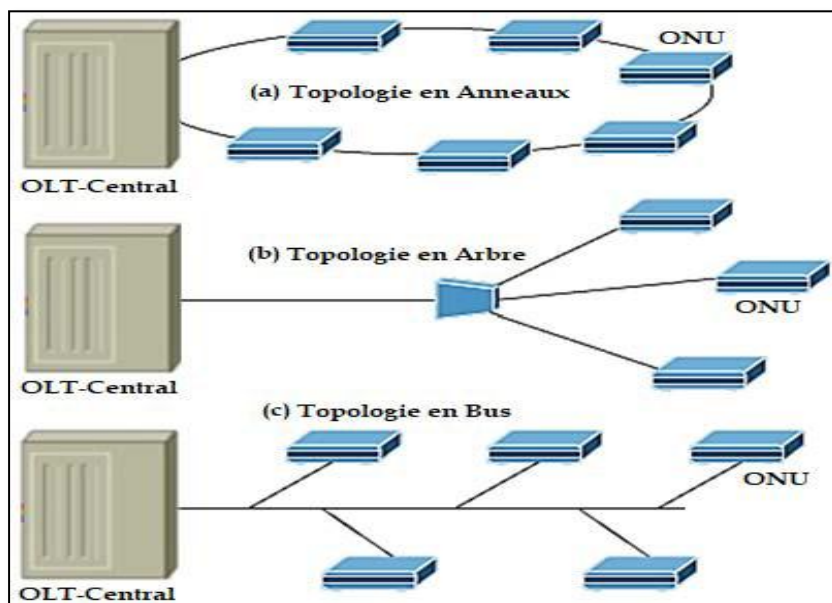 ONU
(a) Topologie en Anneaux
OLT-Central
(b) Topologie en Arbre
ONU
OLT-Central
(c) Topologie en Bus
ONU
OLT-Central